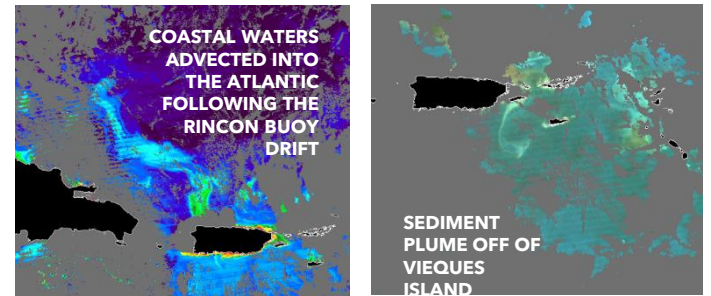 COASTAL WATERS
ADVECTED INTO
THE ATLANTIC
FOLLOWING THE
RINCON BUOY
DRIFT
SEDIMENT
PLUME OFF OF
VIEQUES
ISLAND